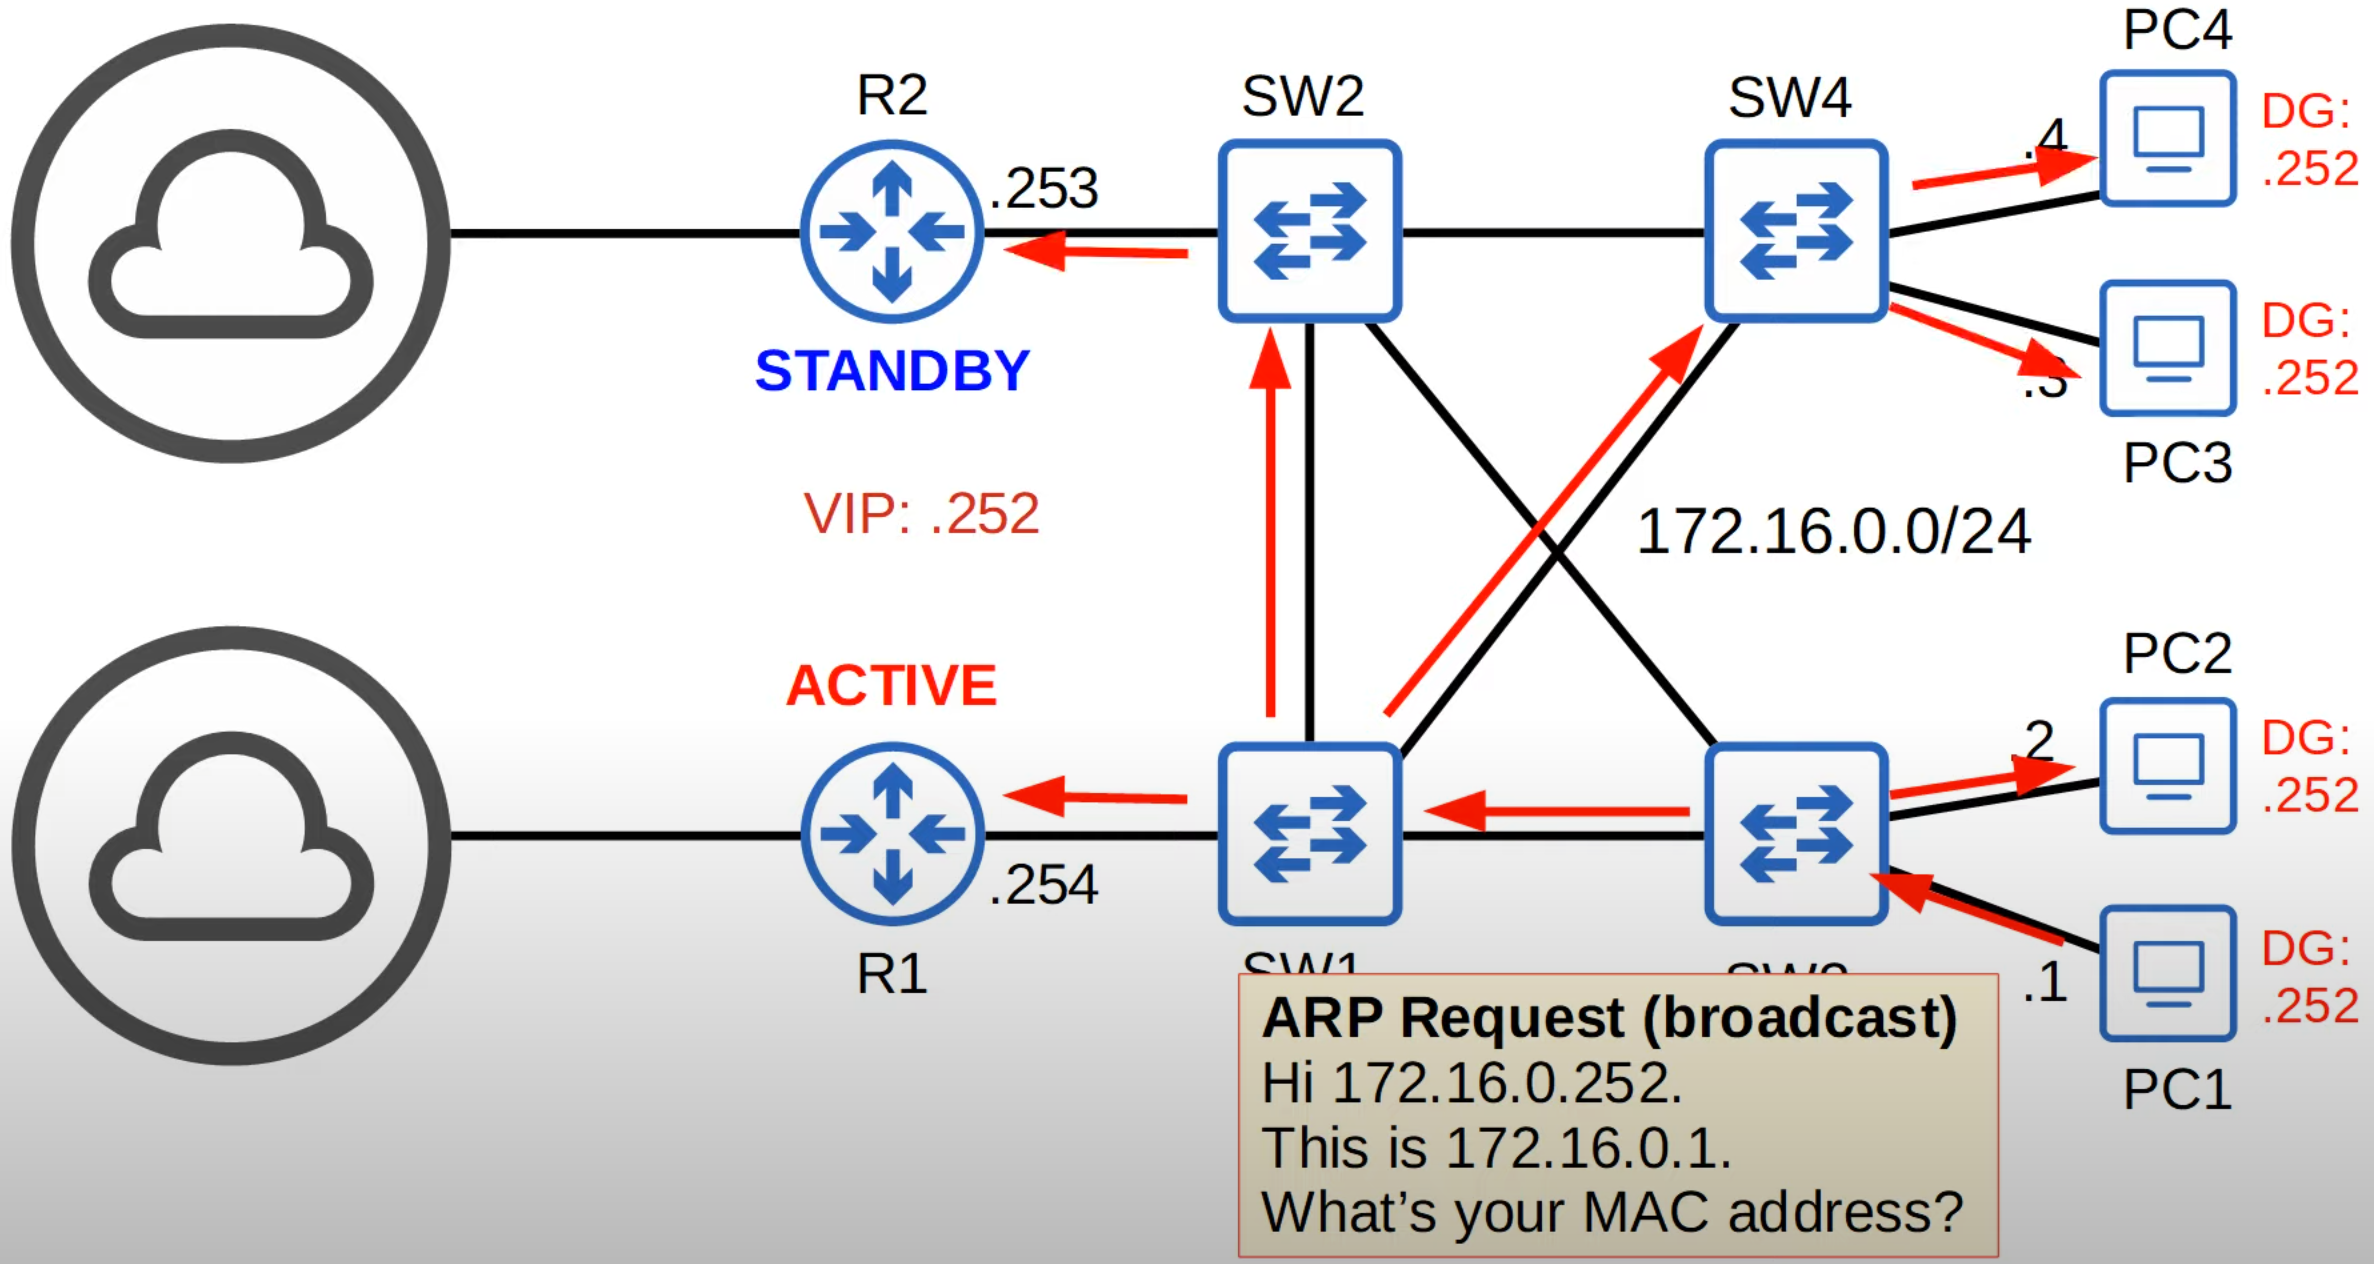 PC4
R2
SW2
SW4
DG:
.252
.4
.253
DG:
.252
.3
STANDBY
PC3
VIP: .252
172.16.0.0/24
PC2
ACTIVE
.2
DG:
.252
.254
DG:
.252
R1
SW1
.1
PC1
ARP Request (broadcast)
Hi 172.16.0.252.
This is 172.16.0.1.
What’s your MAC address?